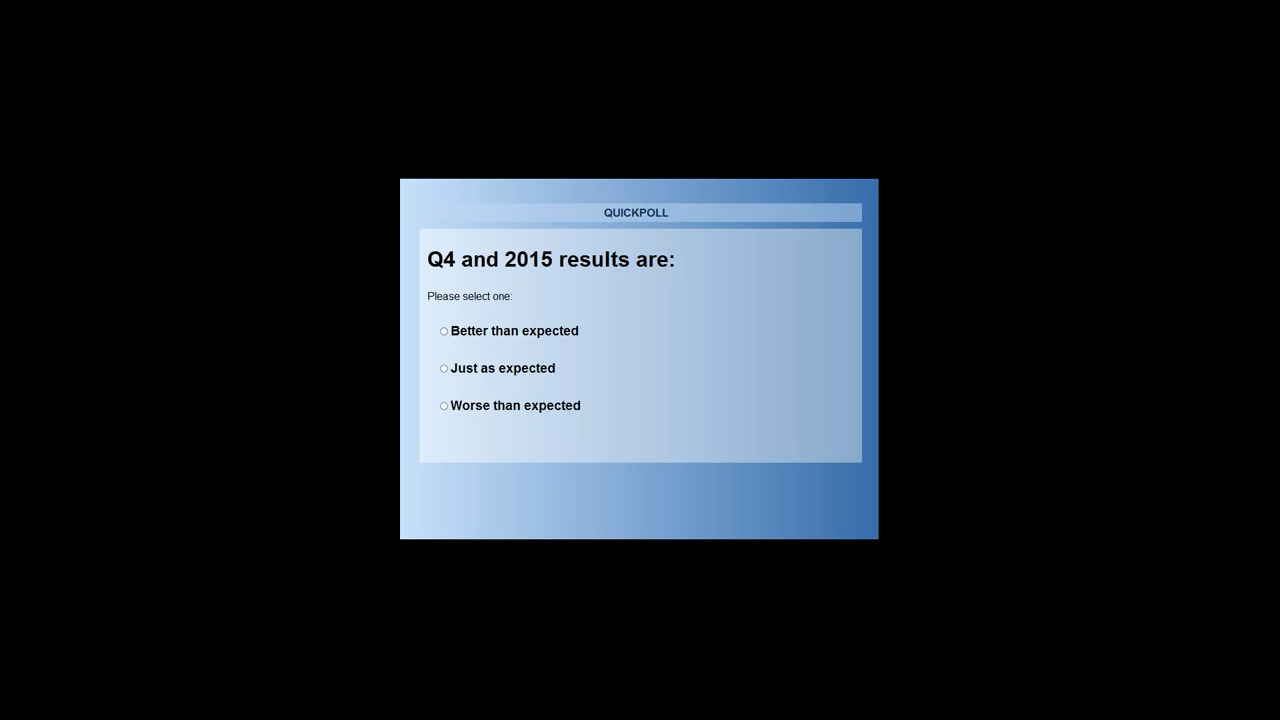 QUICKPOLL
Q4 and 2015 results are:
Please select one:
Better than expected
Just as expected
Worse than expected